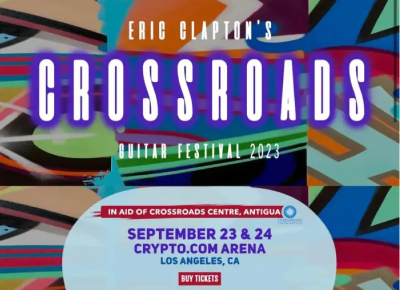 ERIC CLAPTON'S
CROSSROADS
GUITAR FESTIVAL 2023
IN AID OF CROSSROADS CENTRE, ANTIGUA
SEPTEMBER 23 & 24
CRYPTO.COM ARENA
LOS ANGELES, CA
BUY TICKETS